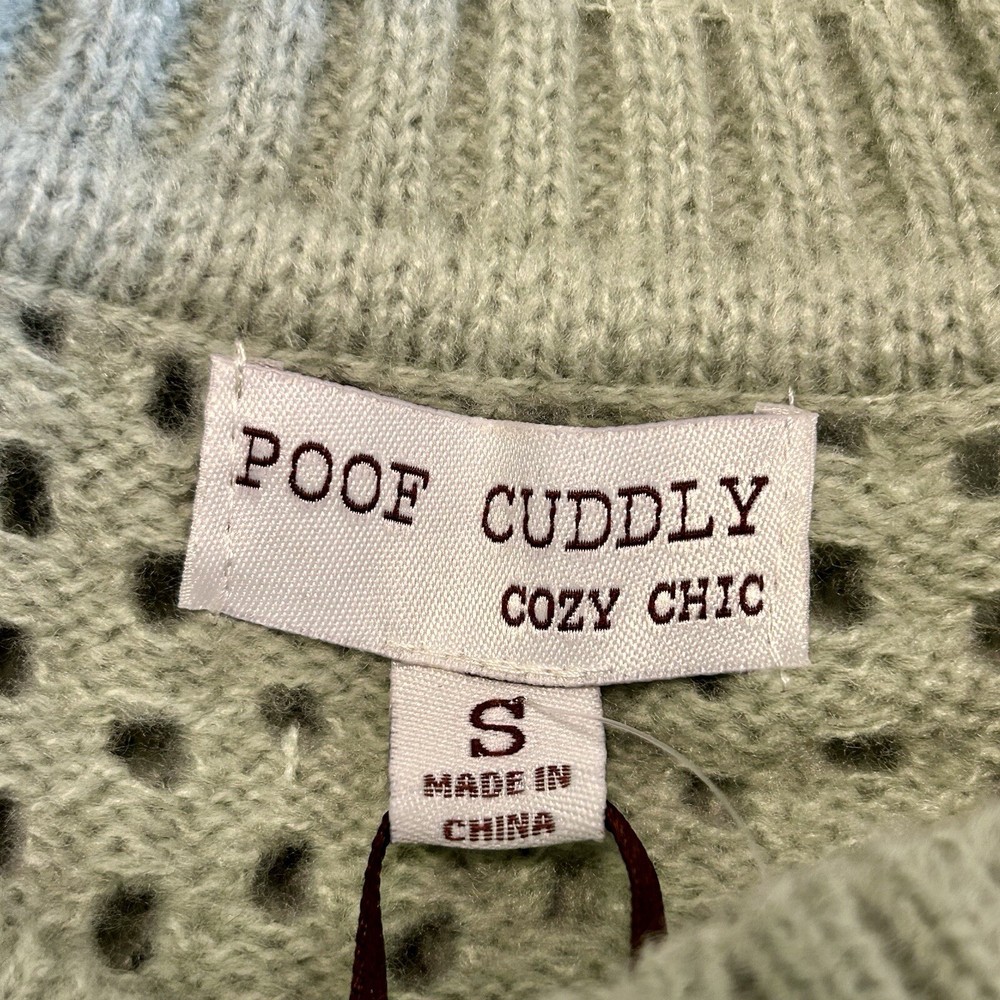 POOF CUDDLY
COZY CHIC
S
MADE IN
CHINA